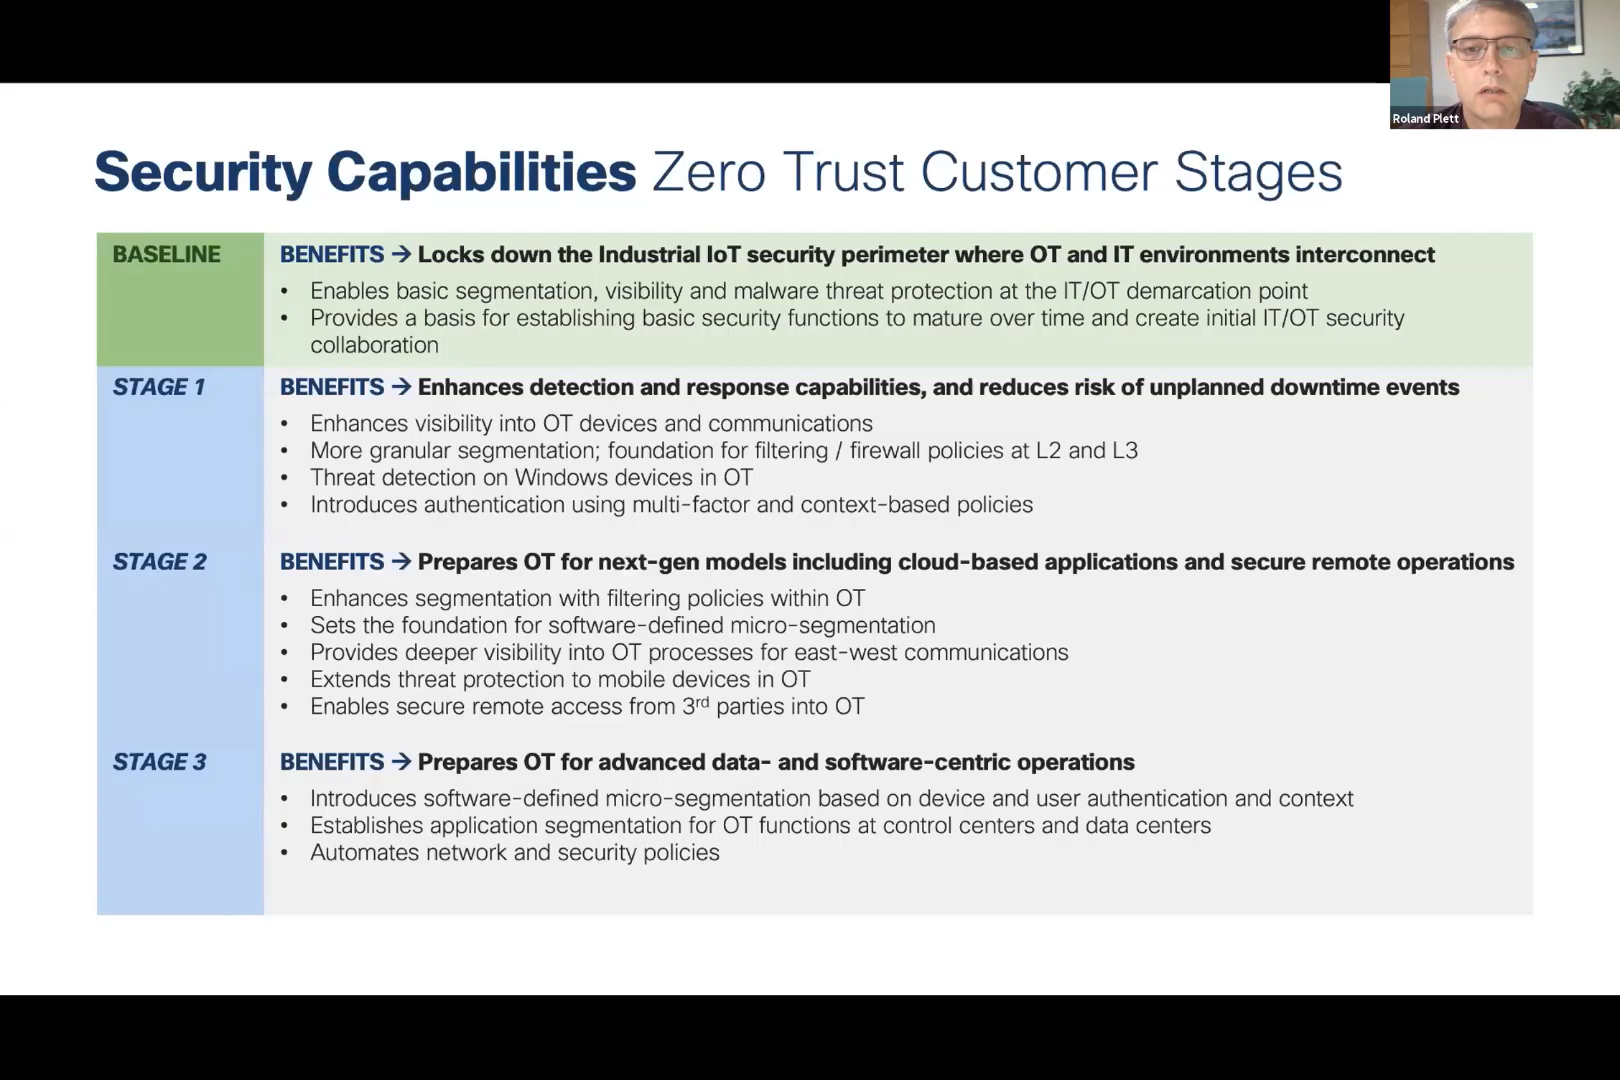 Roland Plett
Security Capabilities Zero Trust Customer Stages
BASELINE
BENEFITS → Locks down the Industrial IoT security perimeter where OT and IT environments interconnect
• Enables basic segmentation, visibility and malware threat protection at the IT/OT demarcation point
• Provides a basis for establishing basic security functions to mature over time and create initial IT/OT security
collaboration
STAGE 1
BENEFITS → Enhances detection and response capabilities, and reduces risk of unplanned downtime events
• Enhances visibility into OT devices and communications
• More granular segmentation; foundation for filtering / firewall policies at L2 and L3
• Threat detection on Windows devices in OT
• Introduces authentication using multi-factor and context-based policies
STAGE 2
BENEFITS → Prepares OT for next-gen models including cloud-based applications and secure remote operations
• Enhances segmentation with filtering policies within OT
• Sets the foundation for software-defined micro-segmentation
• Provides deeper visibility into OT processes for east-west communications
• Extends threat protection to mobile devices in OT
• Enables secure remote access from 3rd parties into OT
STAGE 3
BENEFITS → Prepares OT for advanced data- and software-centric operations
• Introduces software-defined micro-segmentation based on device and user authentication and context
• Establishes application segmentation for OT functions at control centers and data centers
• Automates network and security policies